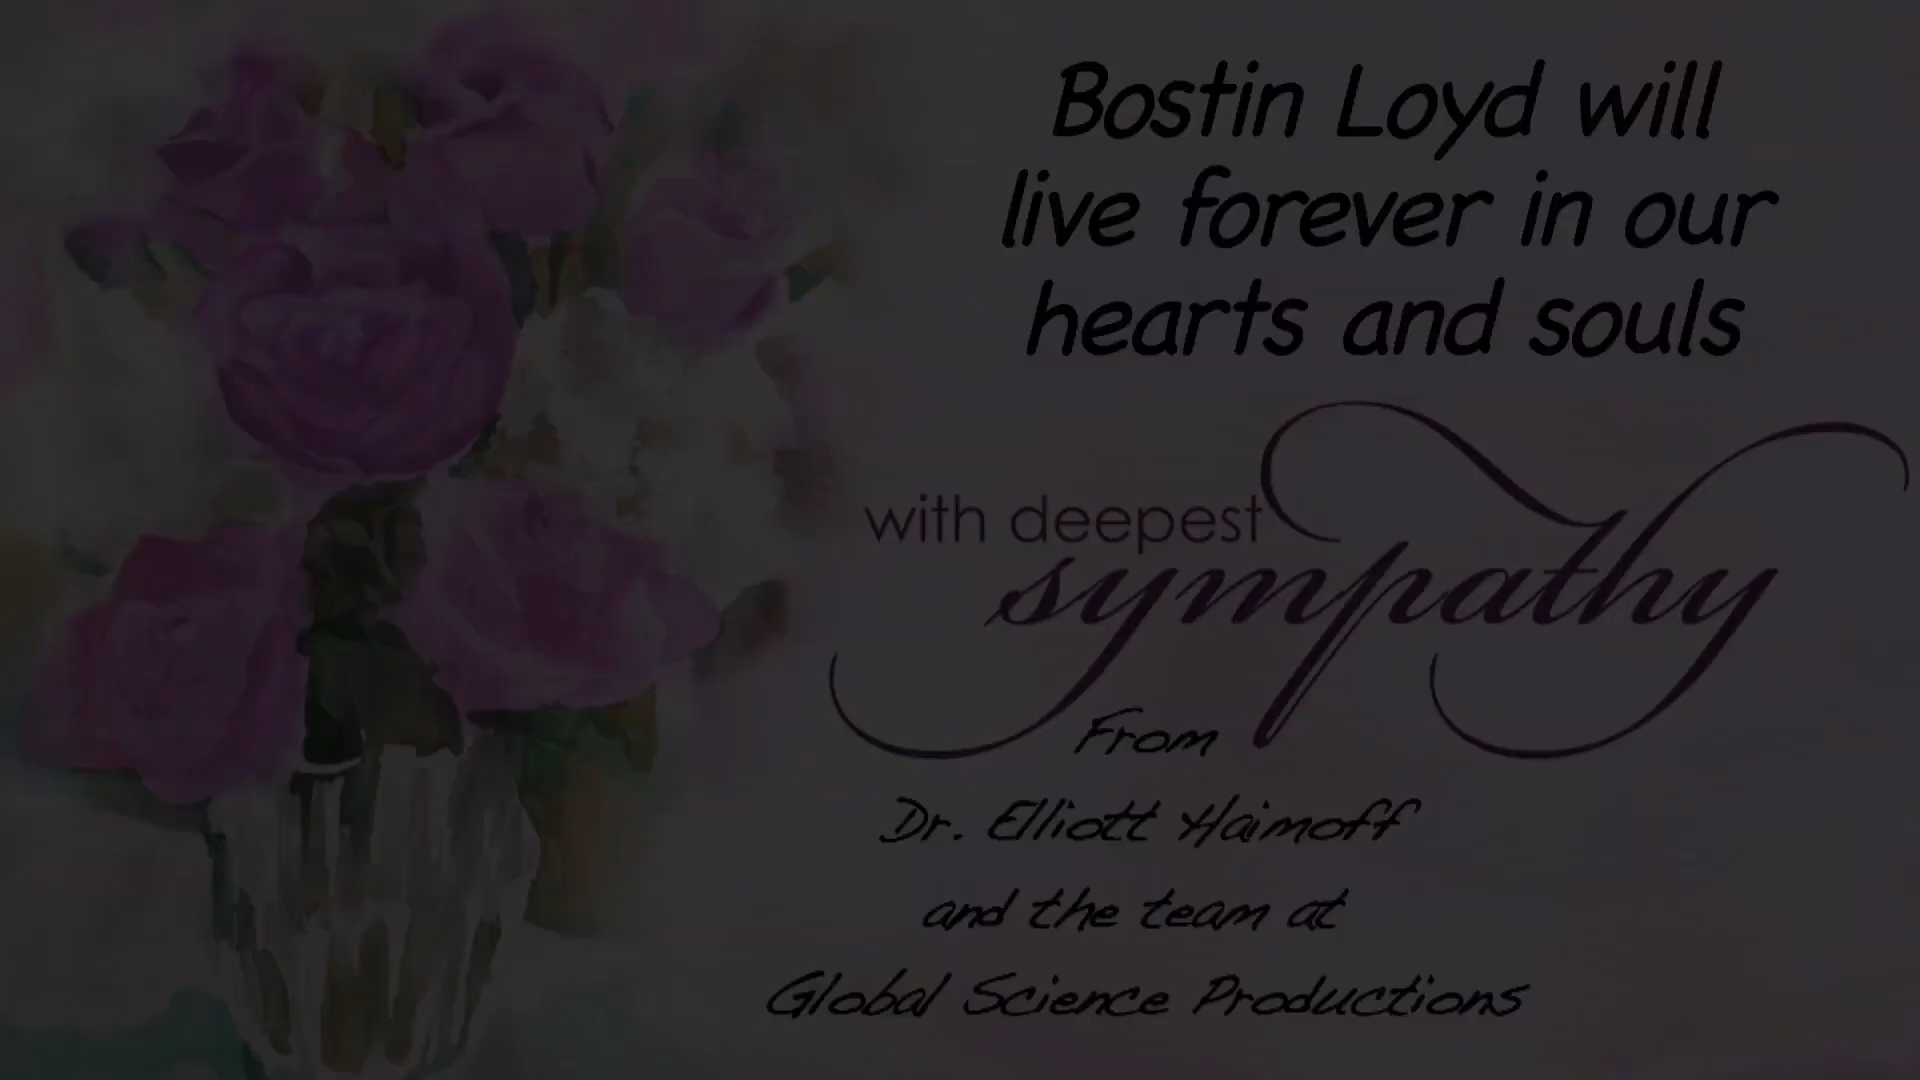 Bostin Loyd will
live forever in our
hearts and souls
with deepest
sympathy
From
Dr. Elliott Haimoff
and the team at
Global Science Productions